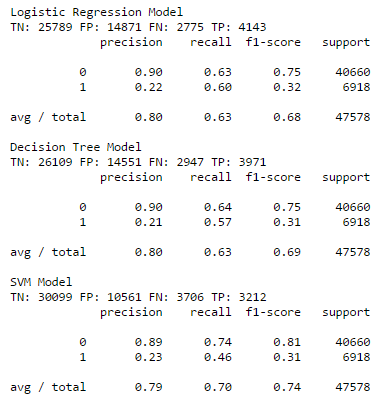 Logistic Regression Model
TN: 25789 FP: 14871 FN: 2775 TP: 4143
precision recall f1-score support
0 0.90 0.63 0.75 40660
1 0.22 0.60 0.32 6918
avg / total 0.80 0.63 0.68 47578
Decision Tree Model
TN: 26109 FP: 14551 FN: 2947 TP: 3971
precision recall f1-score support
0 0.90 0.64 0.75 40660
1 0.21 0.57 0.31 6918
avg / total 0.80 0.63 0.69 47578
SVM Model
TN: 30099 FP: 10561 FN: 3706 TP: 3212
precision recall f1-score support
0 0.89 0.74 0.81 40660
1 0.23 0.46 0.31 6918
avg / total 0.79 0.70 0.74 47578